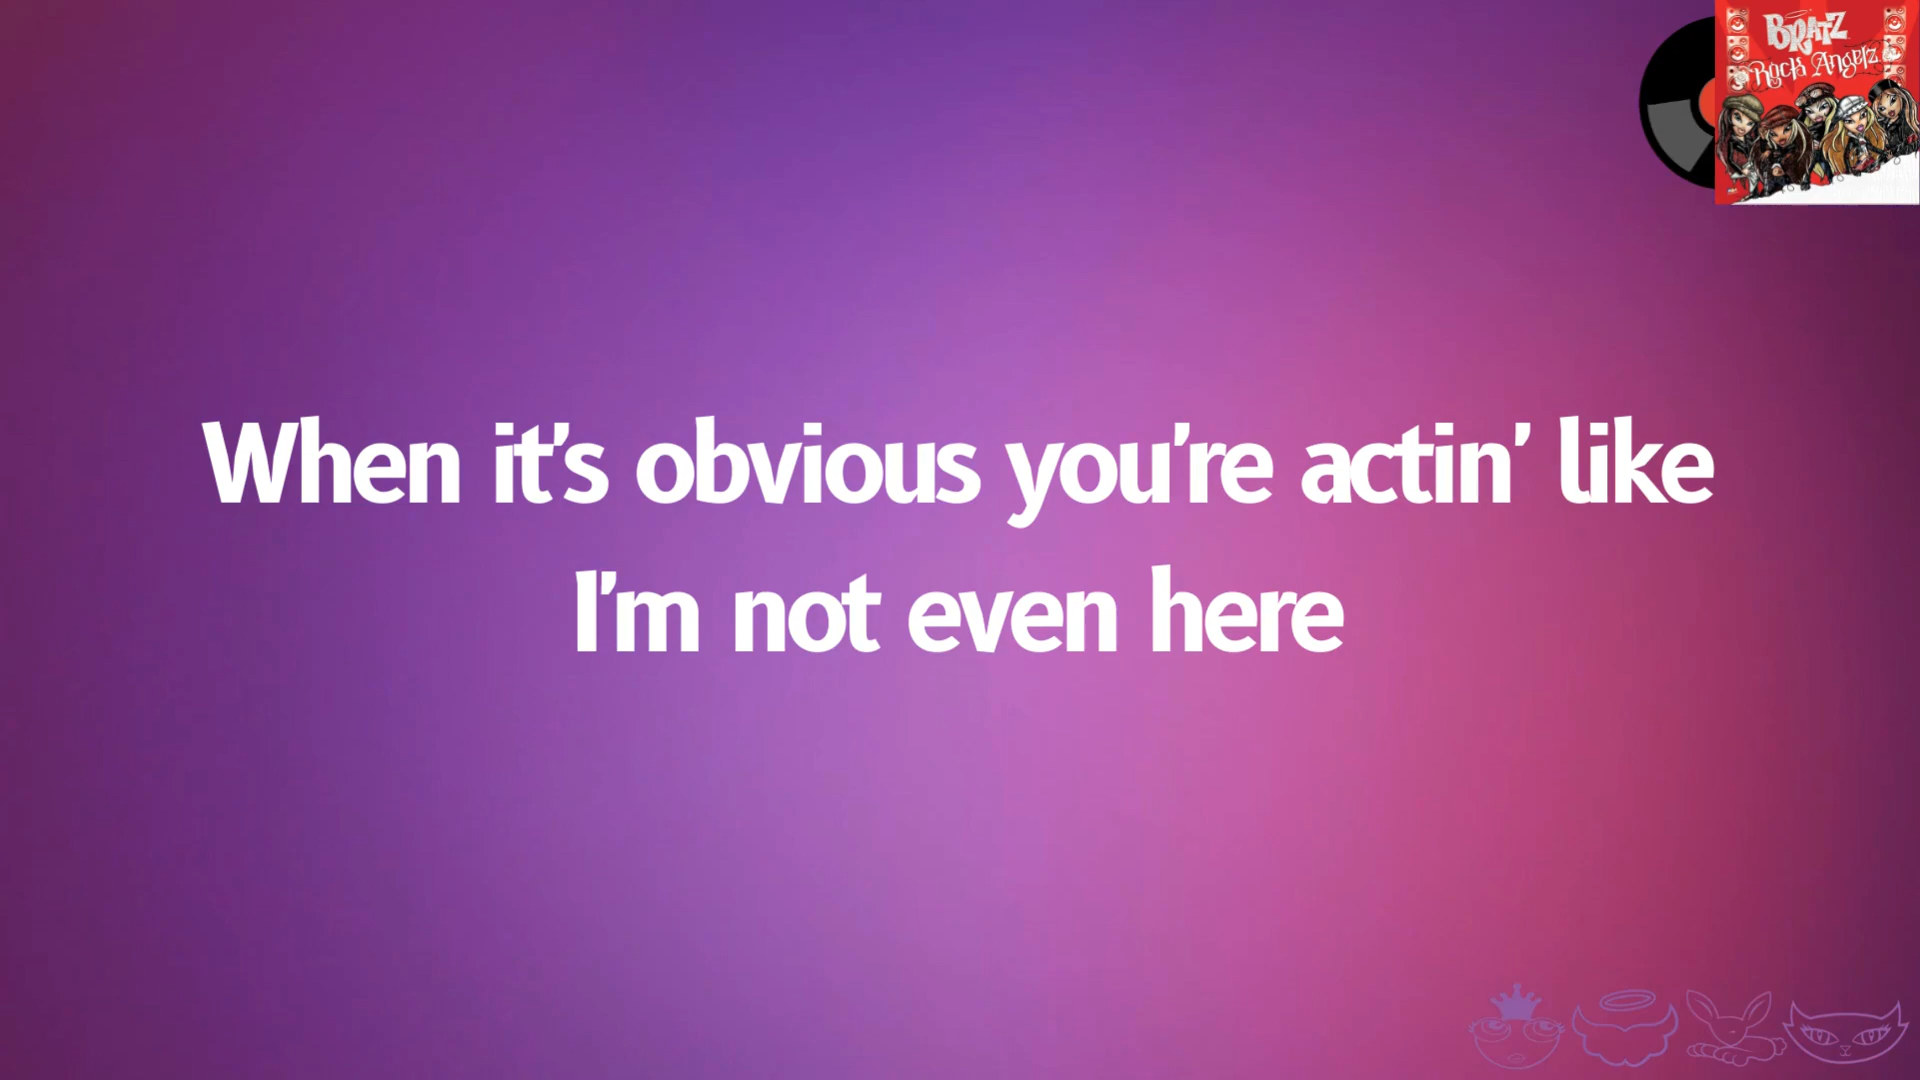 BRATZ
Rock Angelz
When it's obvious you're actin' like
I'm not even here